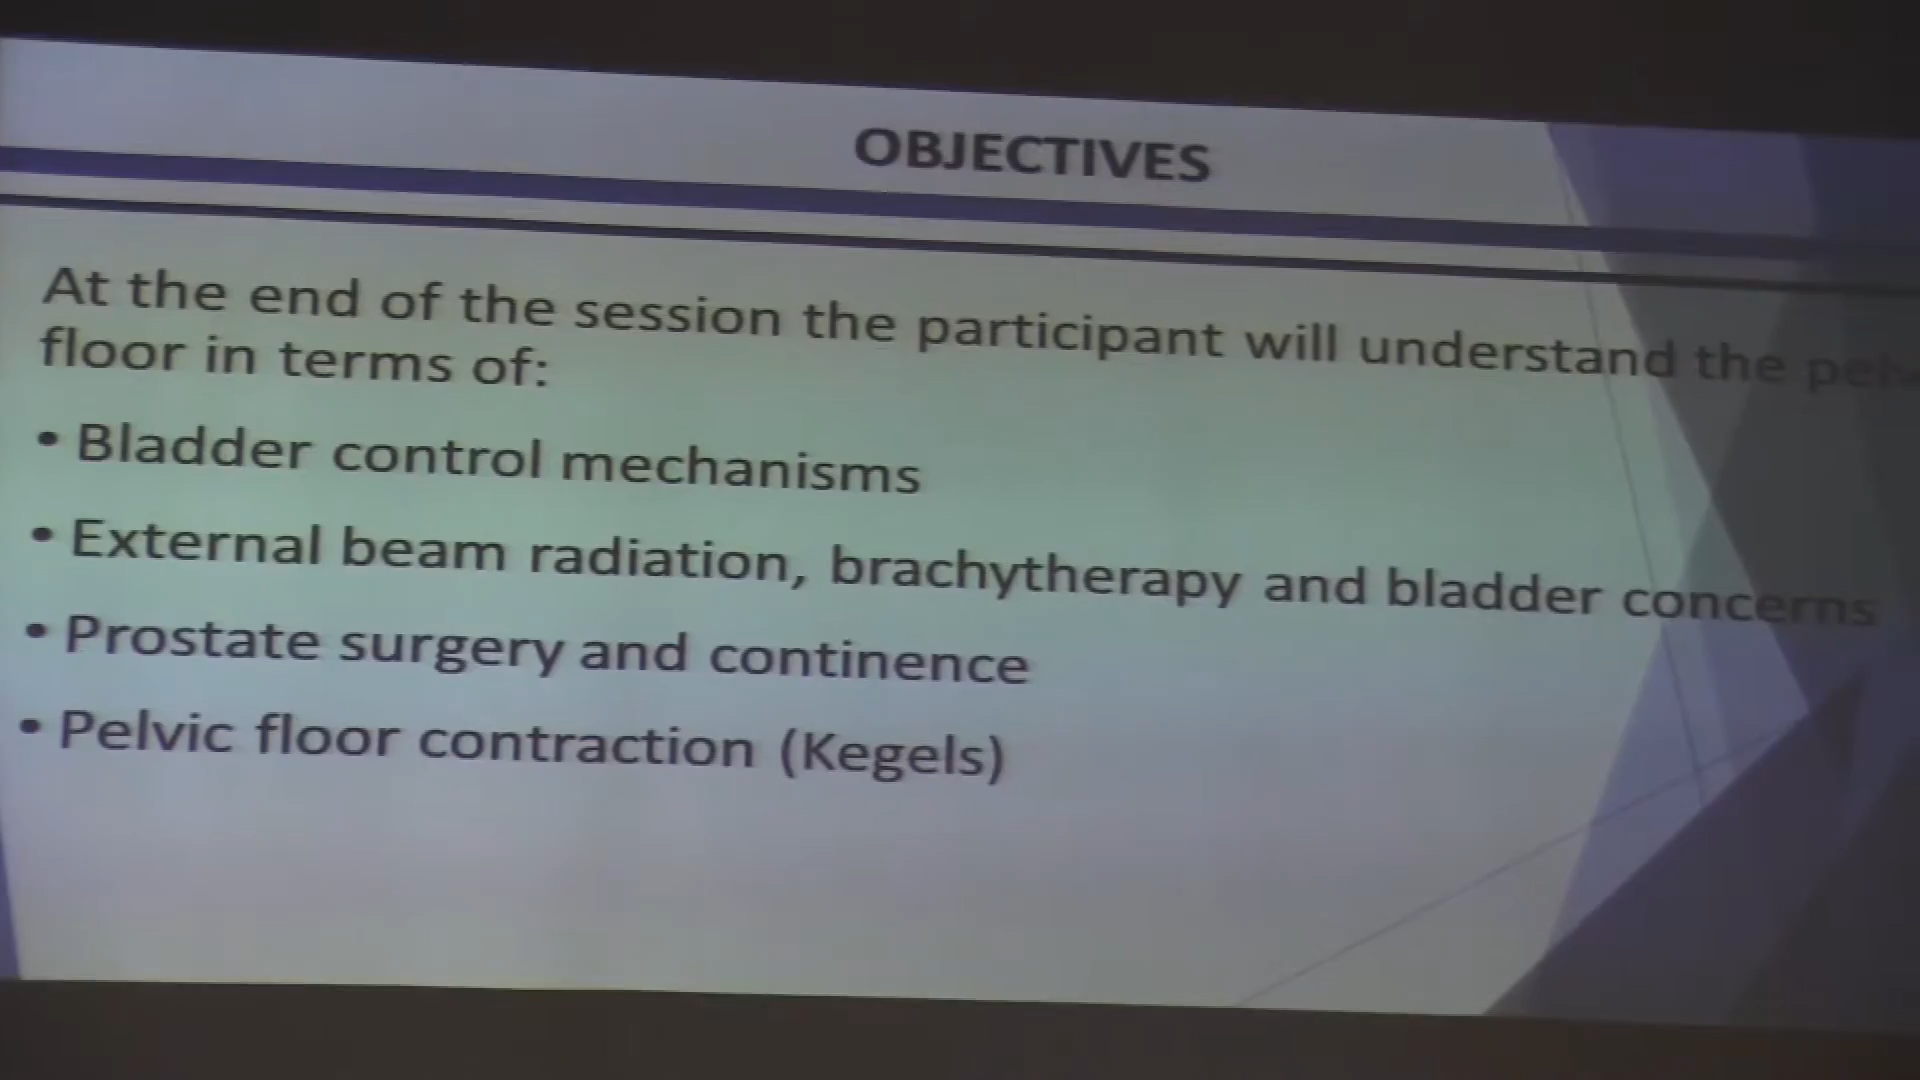 OBJECTIVES
At the end of the session the participant will understand the
floor in terms of:
• Bladder control mechanisms
• External beam radiation, brachytherapy and bladder concerns
• Prostate surgery and continence
• Pelvic floor contraction (Kegels)